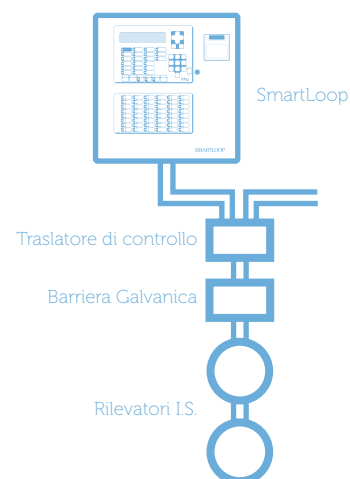 SmartLoop
SMARTLOOP
Traslatore di controllo
Barriera Galvanica
Rilevatori I.S.